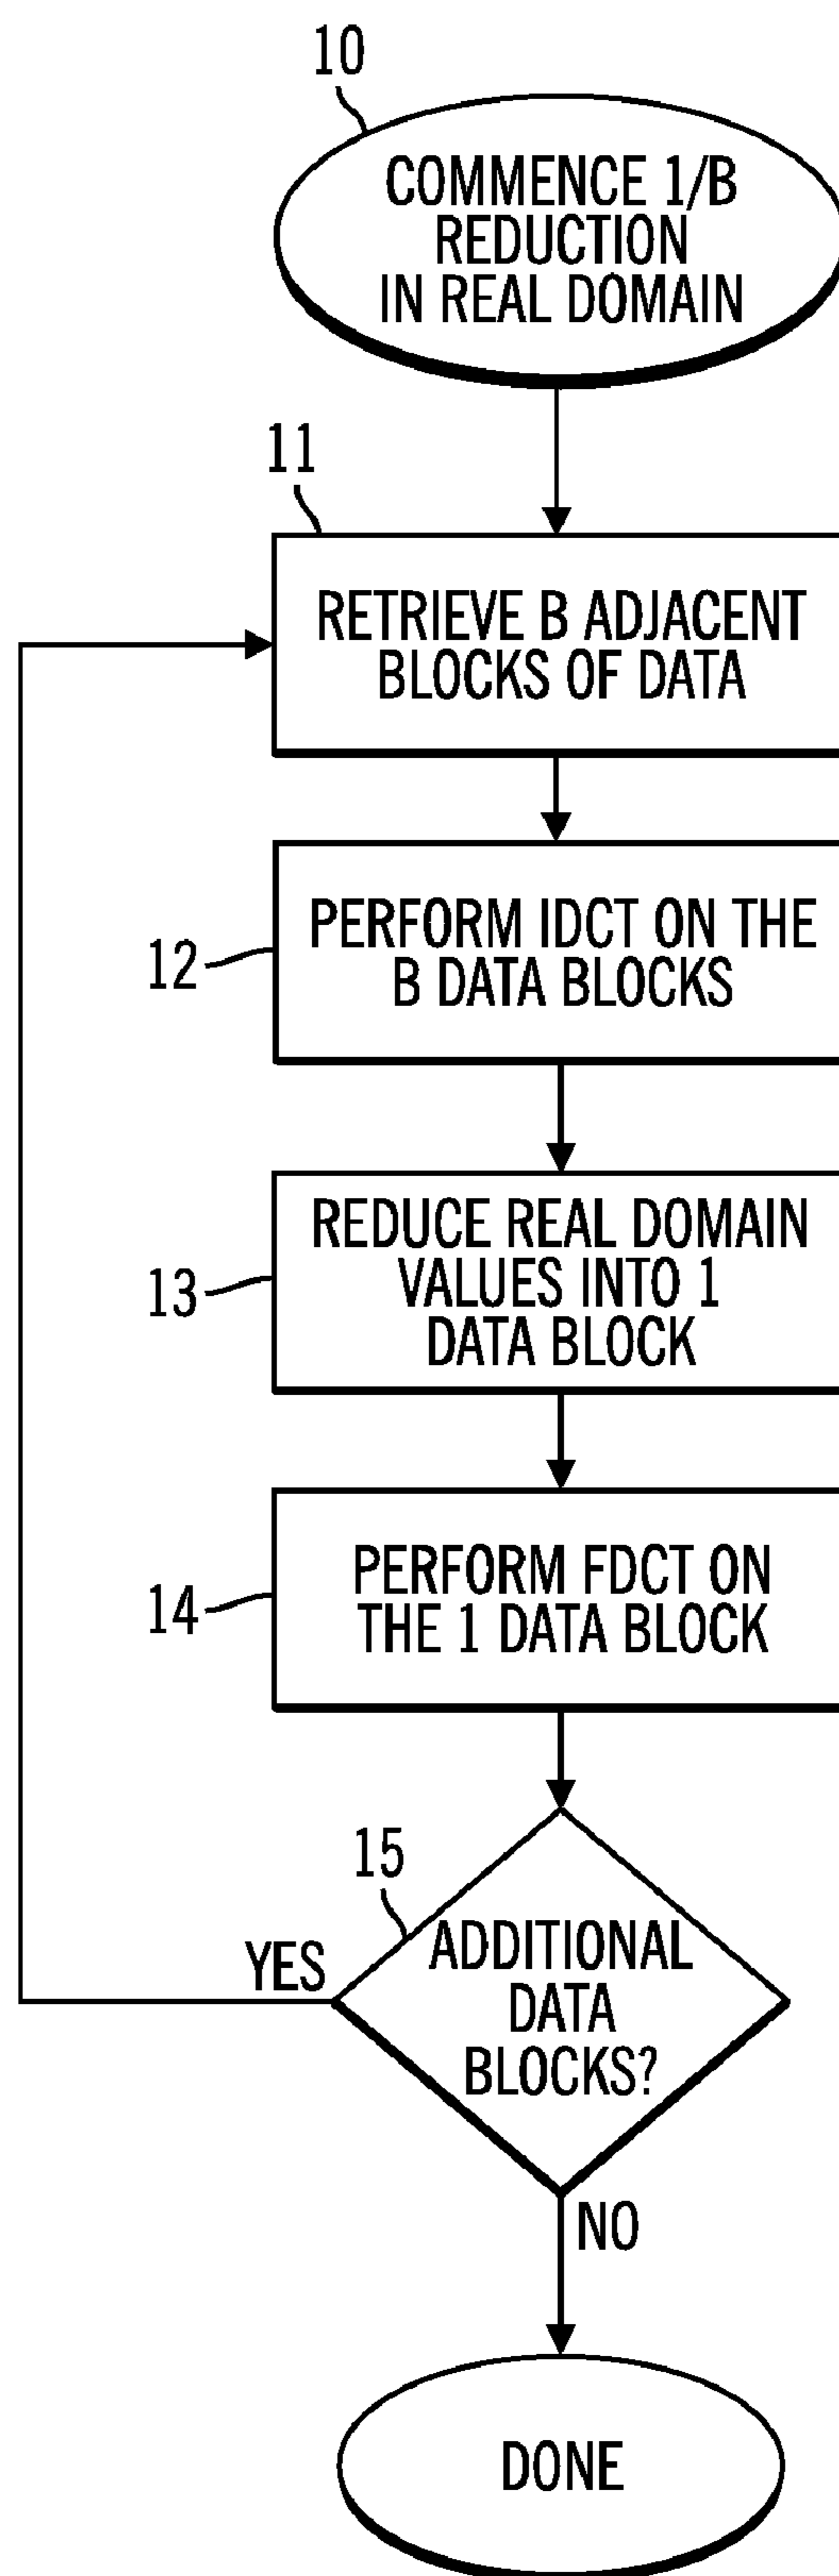 10
COMMENCE 1/B
REDUCTION
IN REAL DOMAIN
11
RETRIEVE B ADJACENT
BLOCKS OF DATA
12
PERFORM IDCT ON THE
B DATA BLOCKS
13
REDUCE REAL DOMAIN
VALUES INTO 1
DATA BLOCK
14
PERFORM FDCT ON
THE 1 DATA BLOCK
15
YES
ADDITIONAL
DATA
BLOCKS?
NO
DONE